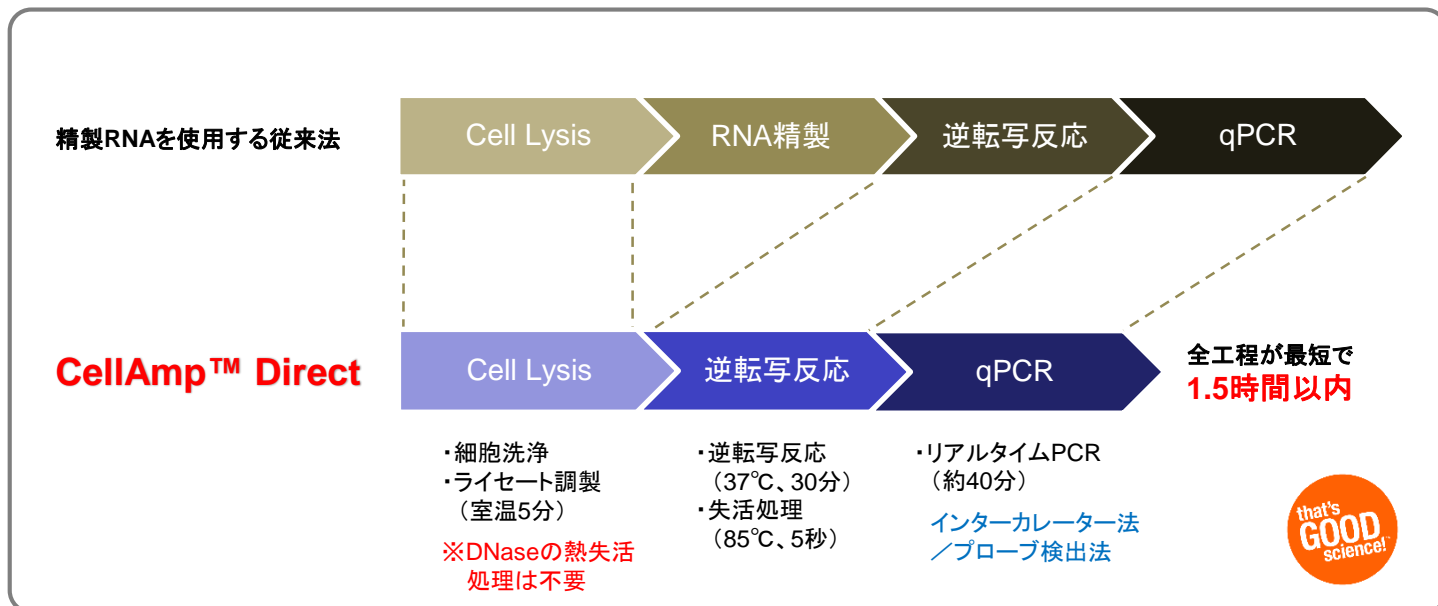 精製RNAを使用する従来法
Cell Lysis
RNA精製
逆転写反応
qPCR
CellAmp™ Direct
Cell Lysis
逆転写反応
qPCR
全工程が最短で
1.5時間以内
・細胞洗浄
・ライセート調製
（室温5分）
※DNaseの熱失活
処理は不要
・逆転写反応
（37℃、30分）
・失活処理
（85℃、5秒）
・リアルタイムPCR
（約40分）
インターカレーター法
／プローブ検出法
that's
GOOD
science!™